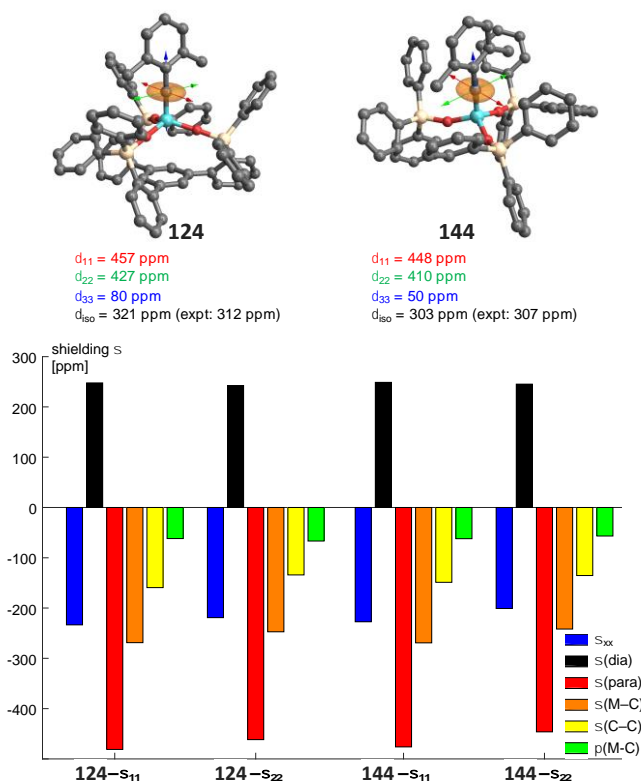 124
144
d₁₁ = 457 ppm
d₂₂ = 427 ppm
d₃₃ = 80 ppm
dᵢₛₒ = 321 ppm (expt: 312 ppm)
d₁₁ = 448 ppm
d₂₂ = 410 ppm
d₃₃ = 50 ppm
dᵢₛₒ = 303 ppm (expt: 307 ppm)
shielding s
[ppm]
300
200
100
0
-100
-200
-300
-400
sₓₓ
s(dia)
s(para)
s(M–C)
s(C–C)
p(M-C)
124–s₁₁
124–s₂₂
144–s₁₁
144–s₂₂